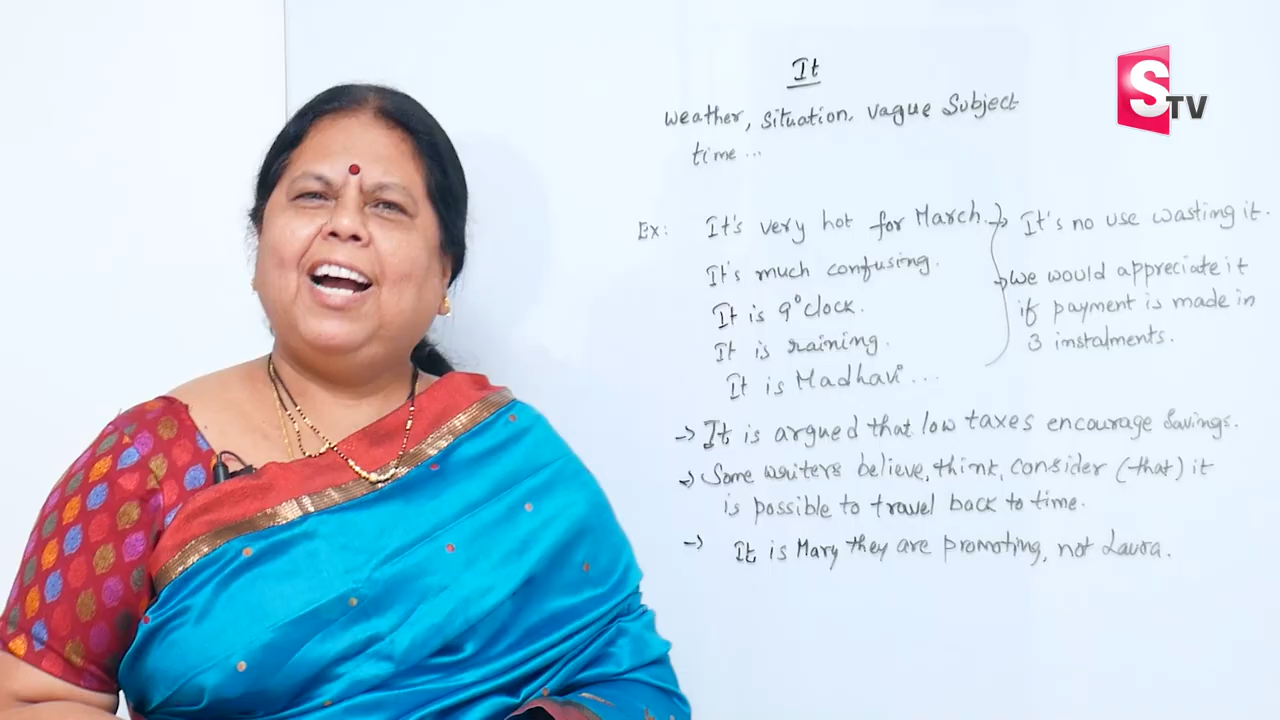 It
weather, situation, vague subject
time...
Ex: It's very hot for March.
It's much confusing.
It is 9°clock.
It is raining.
It is Madhavi...
→ It's no use wasting it.
→ we would appreciate it
if payment is made in
3 instalments.
→ It is argued that low taxes encourage savings.
→ Some writers believe, think, consider (that) it
is possible to travel back to time.
→ It is Mary they are promoting, not Laura.
S TV